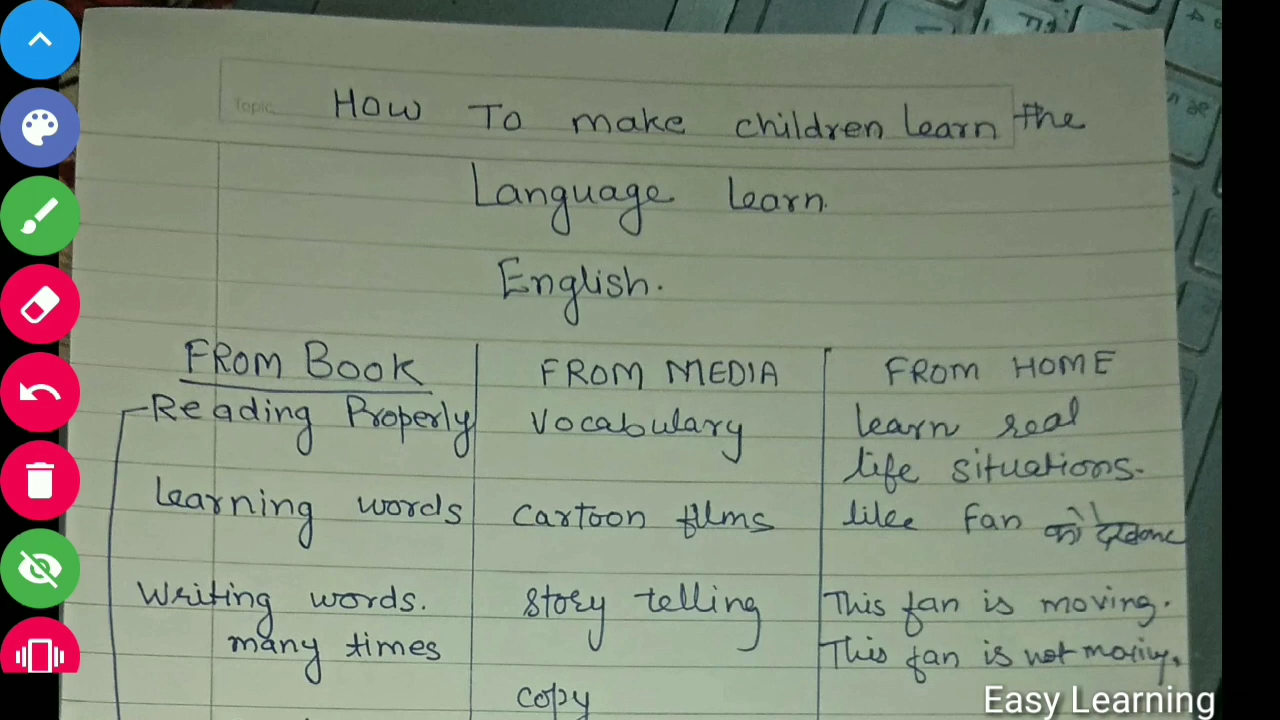 Topic
How To make children learn the
Language learn.
English.
FROM Book
Reading Properly
Learning words
Writing words.
many times
FROM MEDIA
Vocabulary
Cartoon films
Story telling
copy
FROM HOME
learn real
life situations.
like fan को
This fan is moving.
This fan is not moving.
Easy Learning